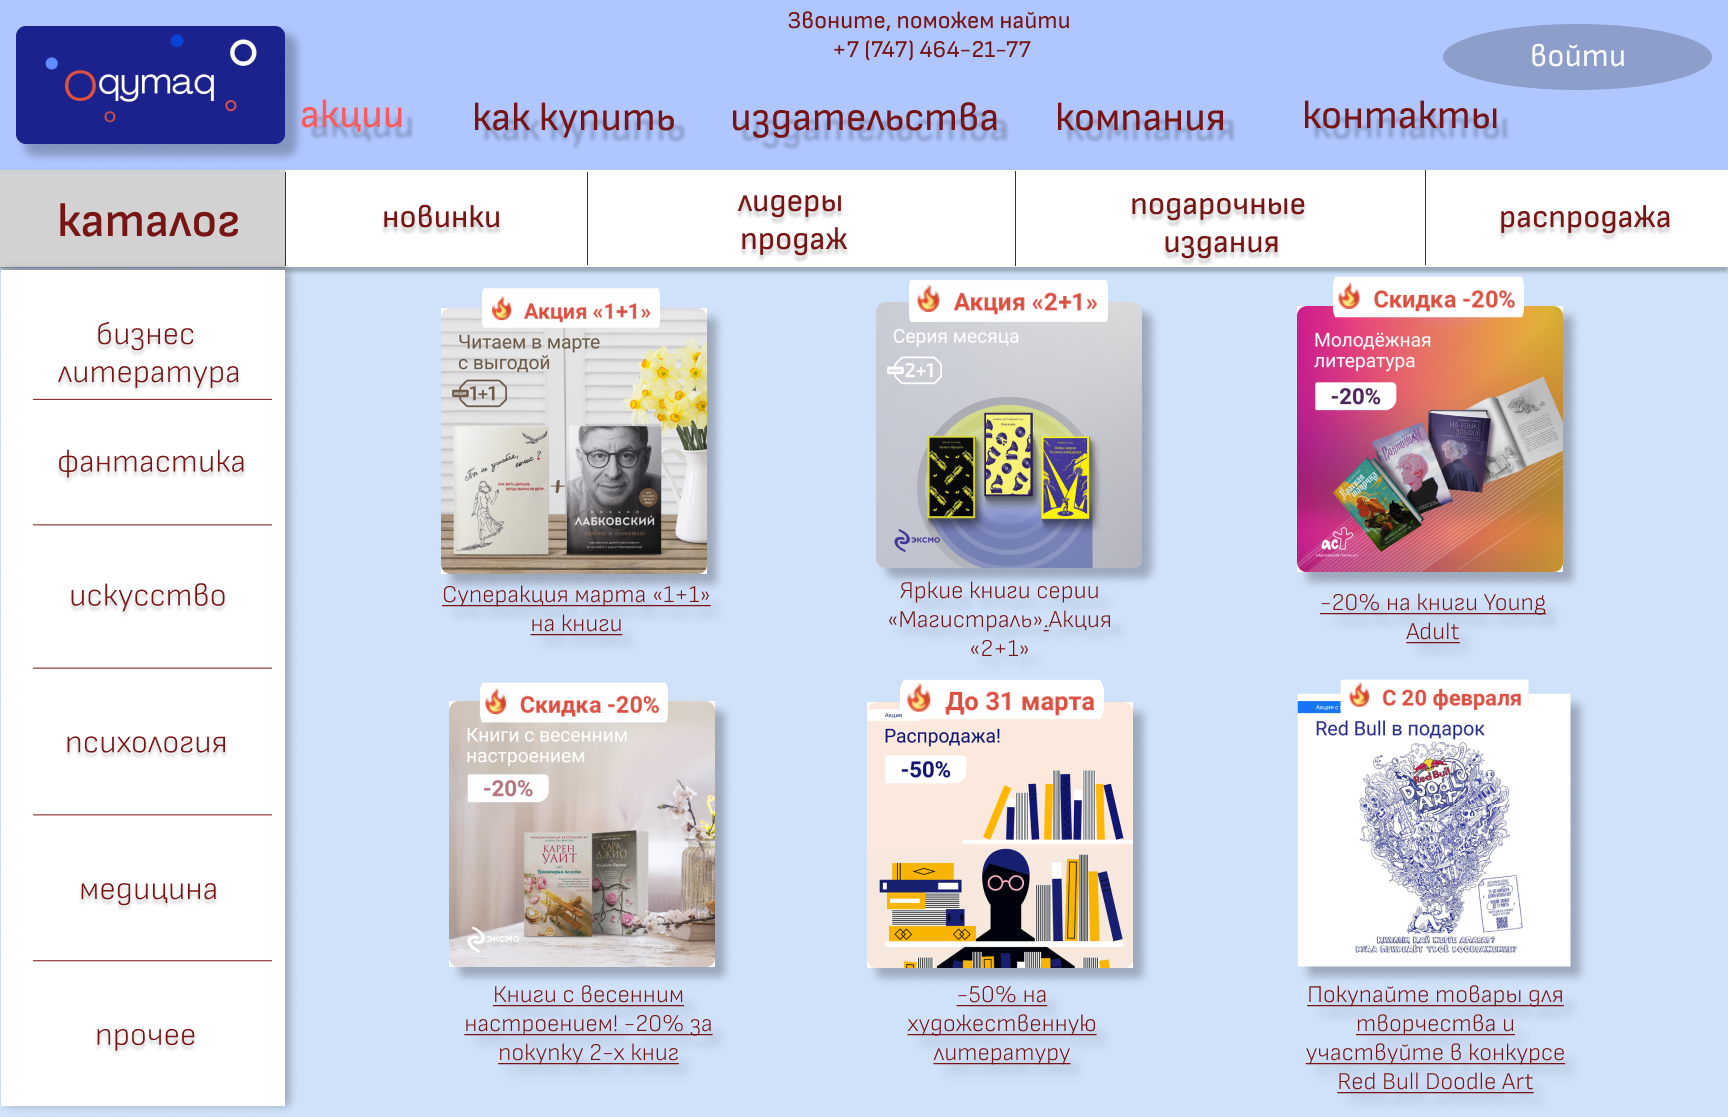 Звоните, поможем найти
+7 (747) 464-21-77
войти
oqymaq
акции
как купить
издательства
компания
контакты
каталог
новинки
лидеры
продаж
подарочные
издания
распродажа
бизнес
литература
фантастика
искусство
психология
медицина
прочее
Акция «1+1»
Читаем в марте
с выгодой
1+1
ЛАБКОВСКИЙ
Суперакция марта «1+1»
на книги
Акция «2+1»
Серия месяца
2+1
ЭКСМО
Яркие книги серии
«Магистраль».Акция
«2+1»
Скидка -20%
Молодёжная
литература
-20%
аст
-20% на книги Young
Adult
Скидка -20%
Книги с весенним
настроением
-20%
КАРЕН
УАЙТ
САРА
ДЖИО
ЭКСМО
Книги с весенним
настроением! -20% за
покупку 2-х книг
До 31 марта
Акция
Распродажа!
-50%
-50% на
художественную
литературу
С 20 февраля
Red Bull в подарок
Red Bull
DOODLE
ART
Покупайте товары для
творчества и
участвуйте в конкурсе
Red Bull Doodle Art